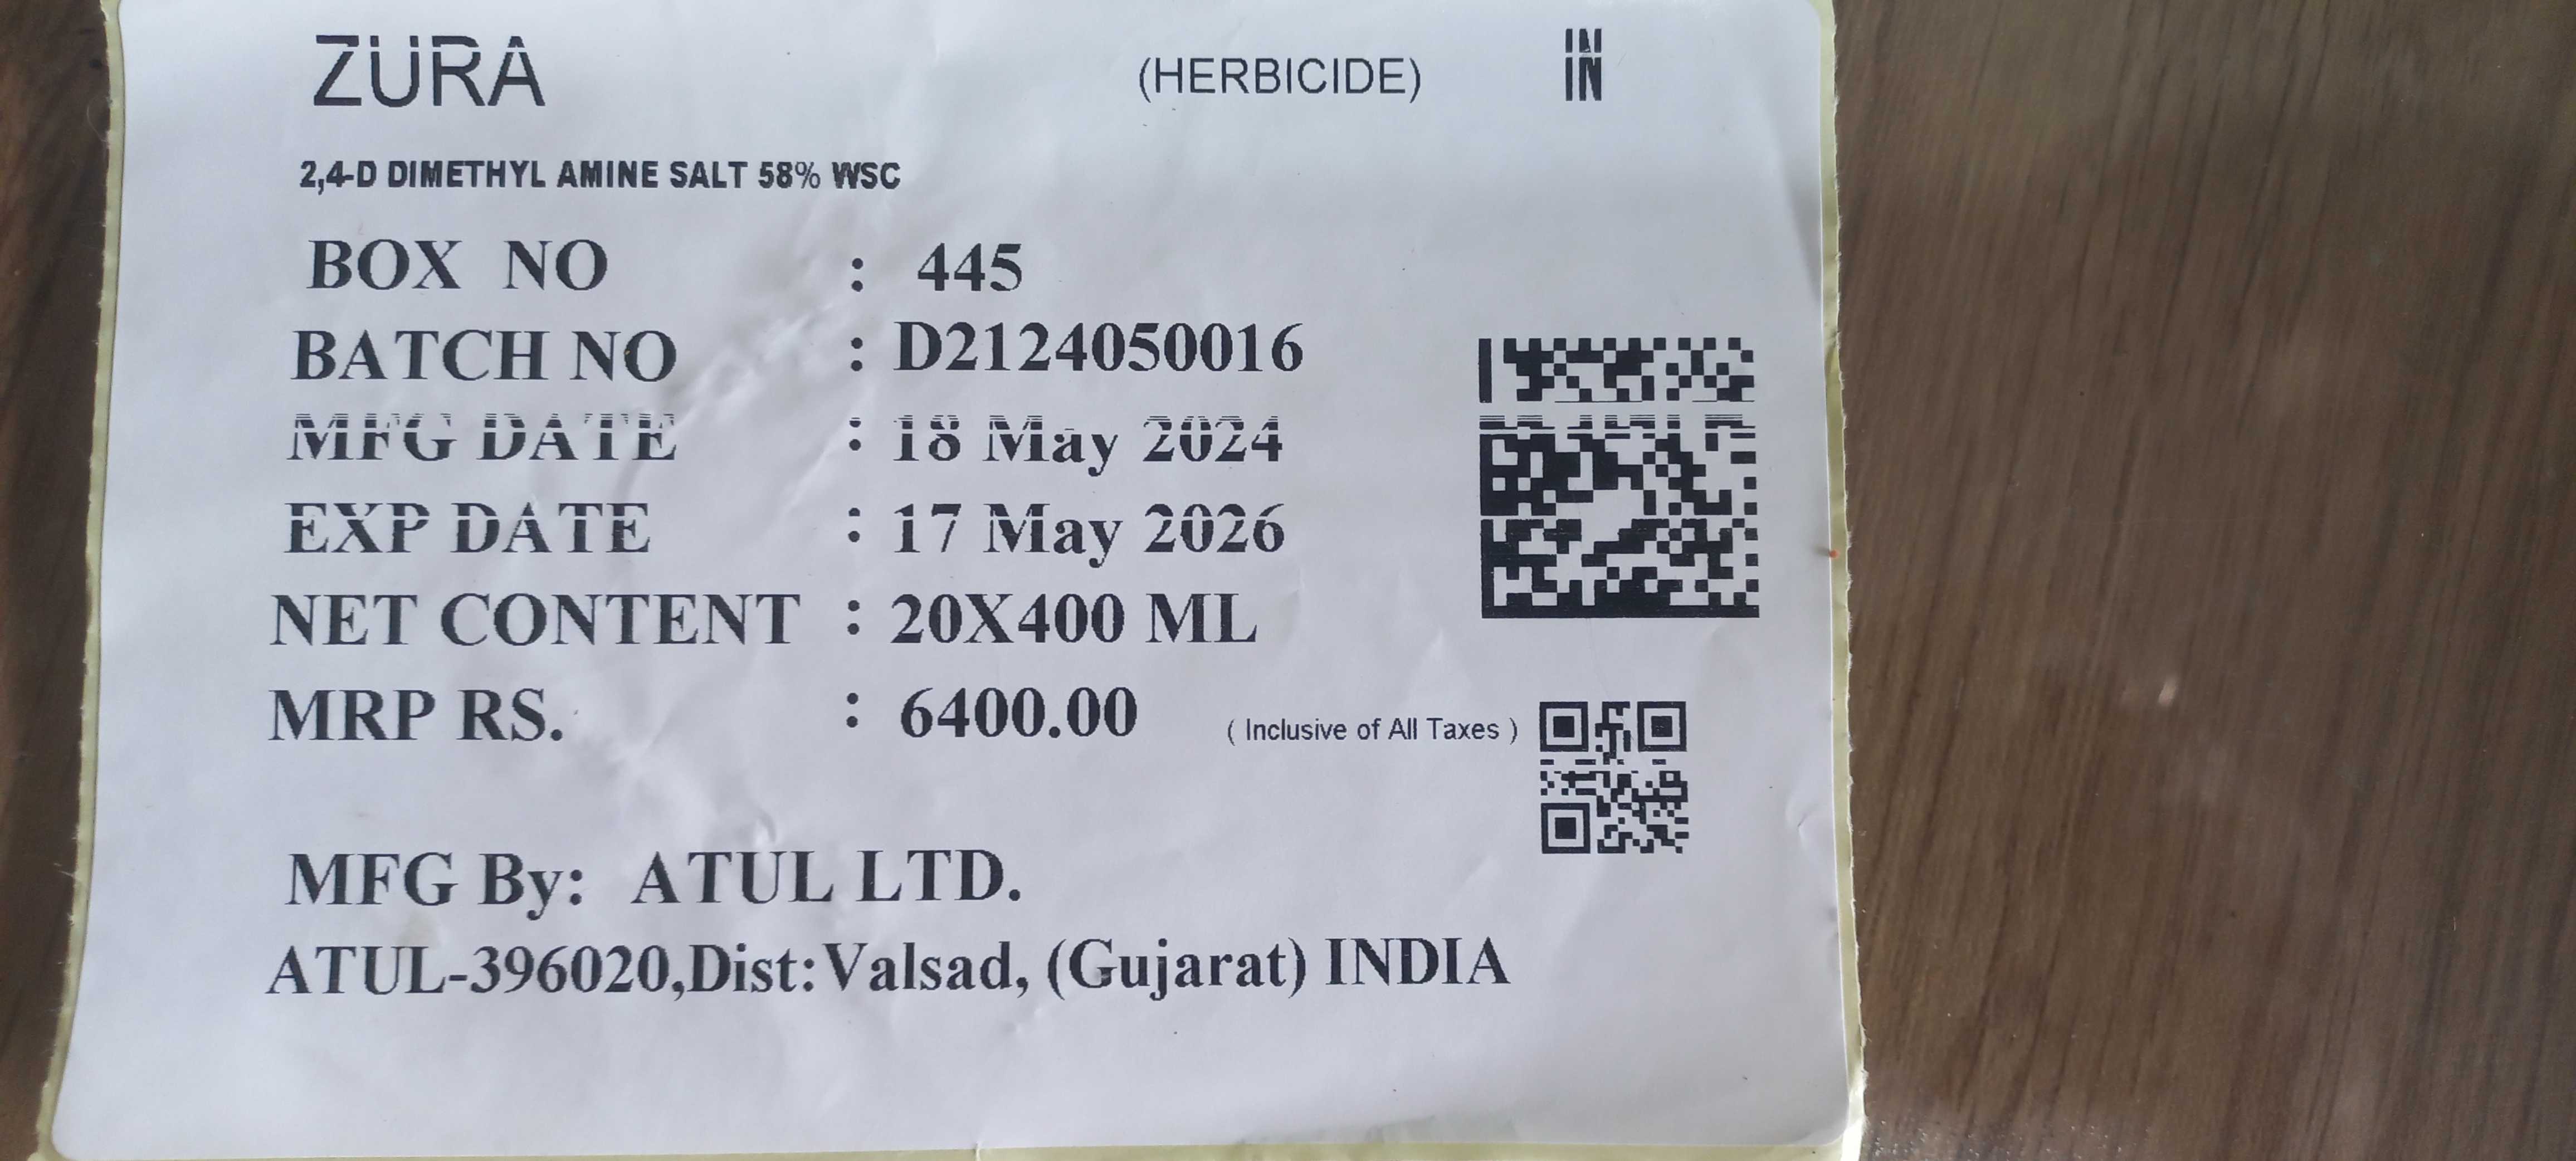 ZURA (HERBICIDE) IN
2,4-D DIMETHYL AMINE SALT 58% WSC
BOX NO : 445
BATCH NO : D2124050016
MFG DATE : 18 May 2024
EXP DATE : 17 May 2026
NET CONTENT : 20X400 ML
MRP RS. : 6400.00 ( Inclusive of All Taxes )
MFG By: ATUL LTD.
ATUL-396020,Dist:Valsad, (Gujarat) INDIA